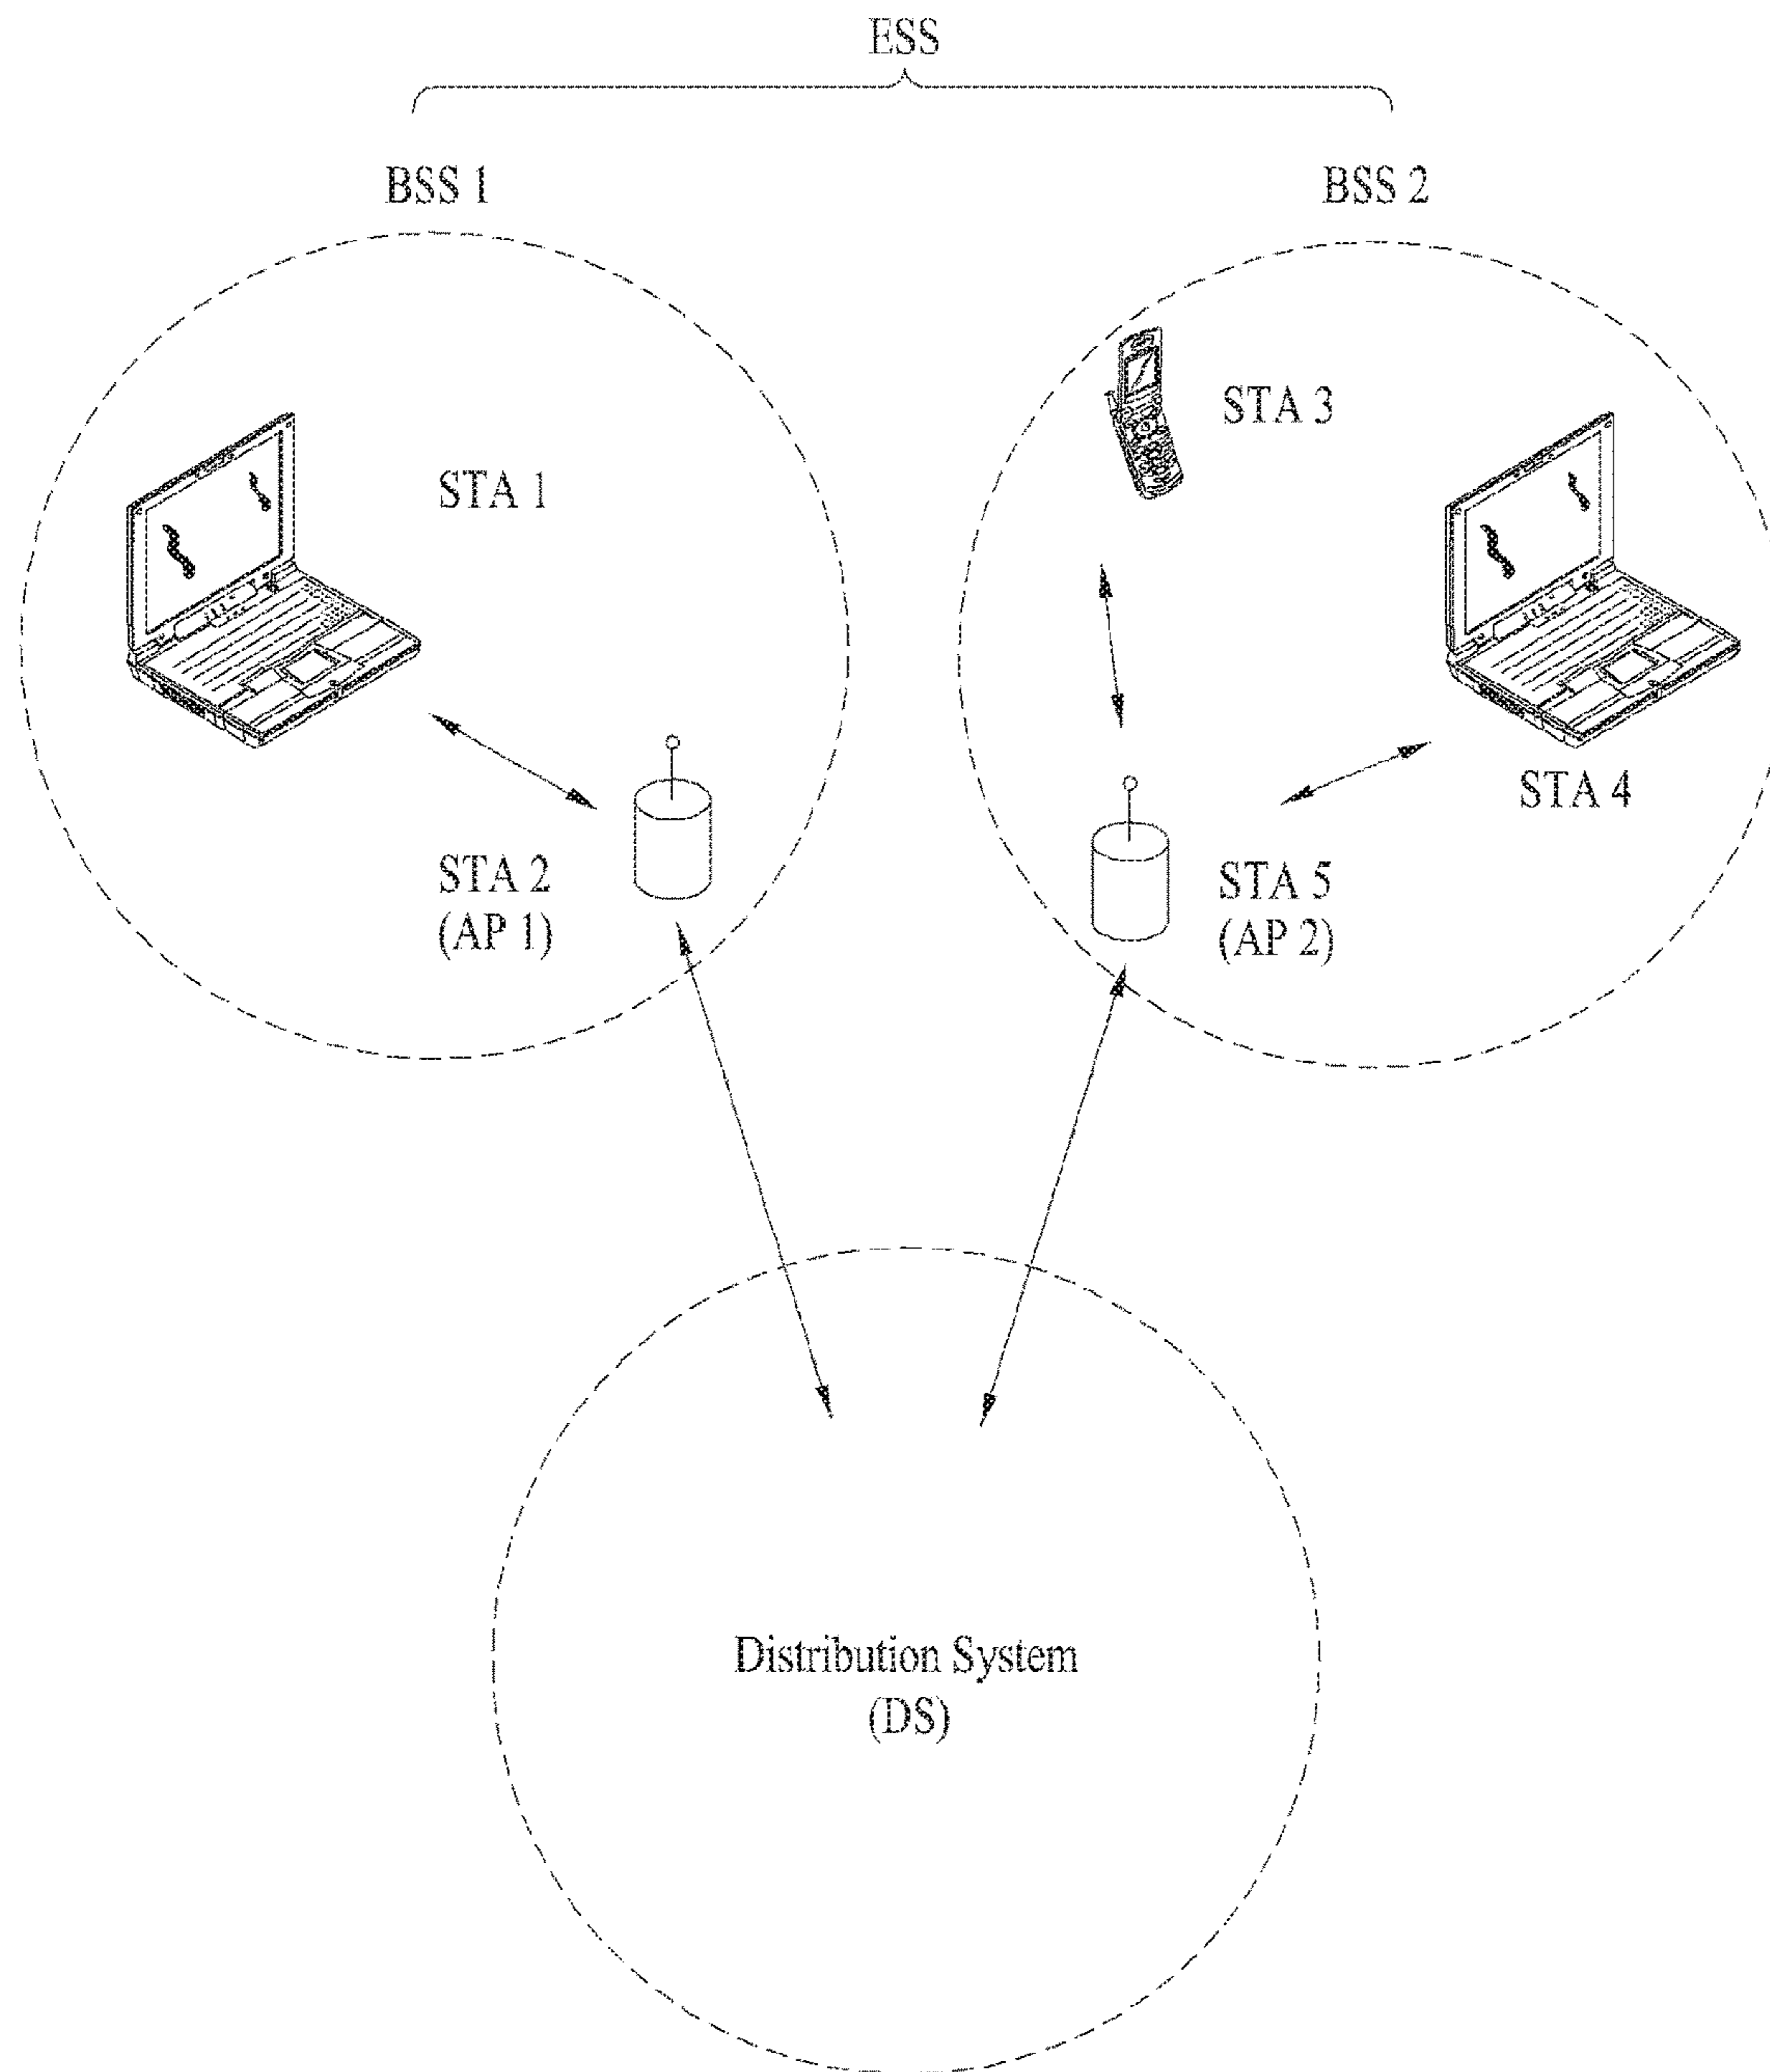 ESS
BSS 1
BSS 2
STA 3
STA 1
STA 4
STA 2
(AP 1)
STA 5
(AP 2)
Distribution System
(DS)